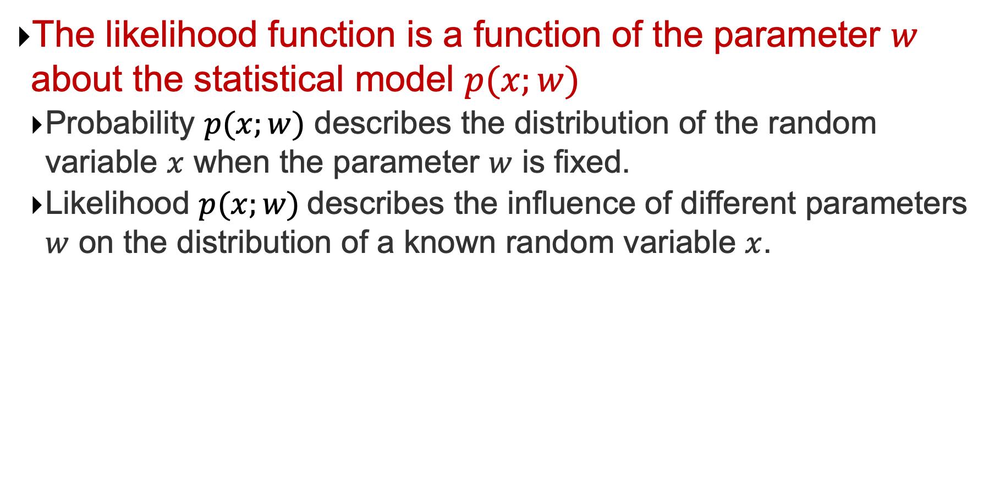 The likelihood function is a function of the parameter w
about the statistical model p(x; w)
Probability p(x; w) describes the distribution of the random
variable x when the parameter w is fixed.
Likelihood p(x; w) describes the influence of different parameters
w on the distribution of a known random variable x.